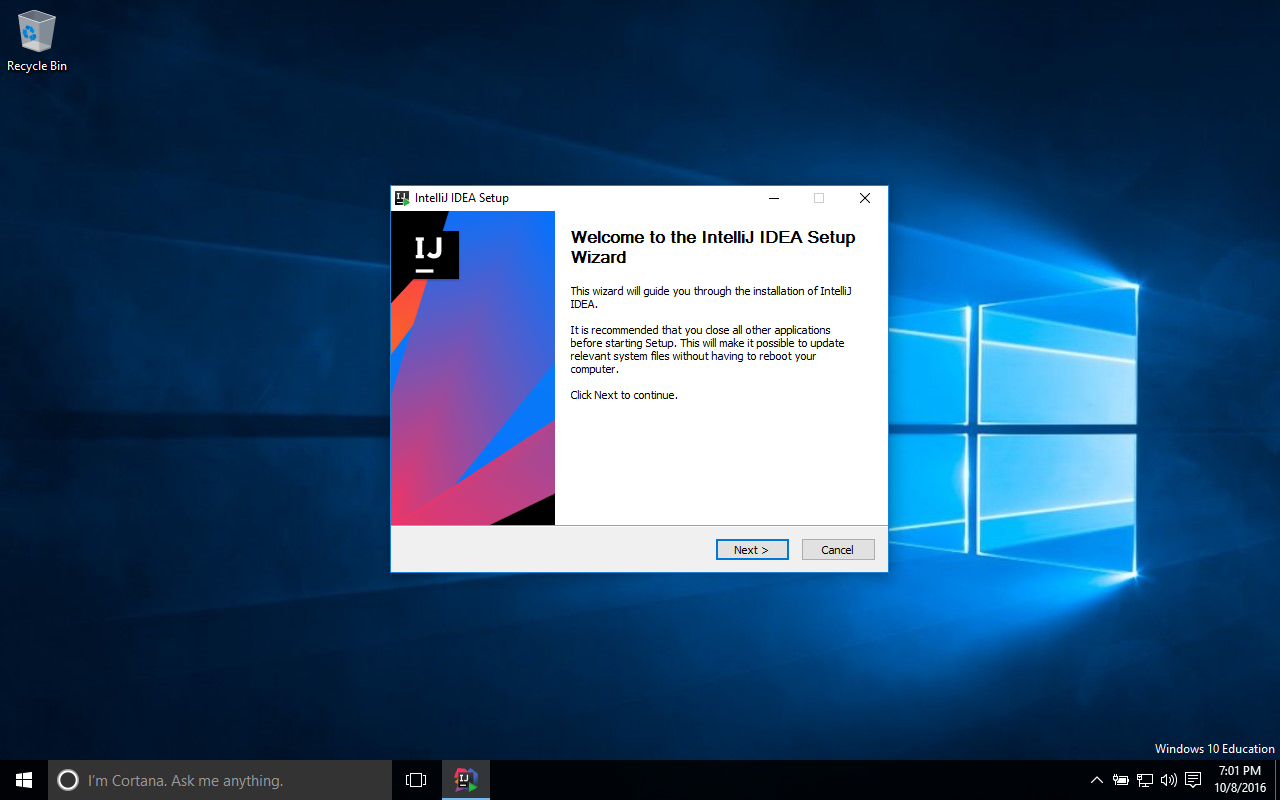 Recycle Bin
IJ IntelliJ IDEA Setup
IJ
Welcome to the IntelliJ IDEA Setup
Wizard
This wizard will guide you through the installation of IntelliJ
IDEA.
It is recommended that you close all other applications
before starting Setup. This will make it possible to update
relevant system files without having to reboot your
computer.
Click Next to continue.
Next >
Cancel
Windows 10 Education
I'm Cortana. Ask me anything.
IJ
7:01 PM
10/8/2016